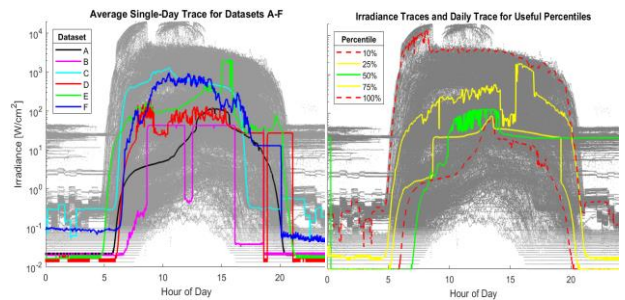 Average Single-Day Trace for Datasets A-F
Irradiance [W/cm²]
10⁴
10³
10²
10¹
10⁰
10⁻¹
10⁻²
Dataset
A
B
C
D
E
F
0
5
10
15
20
Hour of Day
Irradiance Traces and Daily Trace for Useful Percentiles
Percentile
10%
25%
50%
75%
100%
0
5
10
15
20
Hour of Day